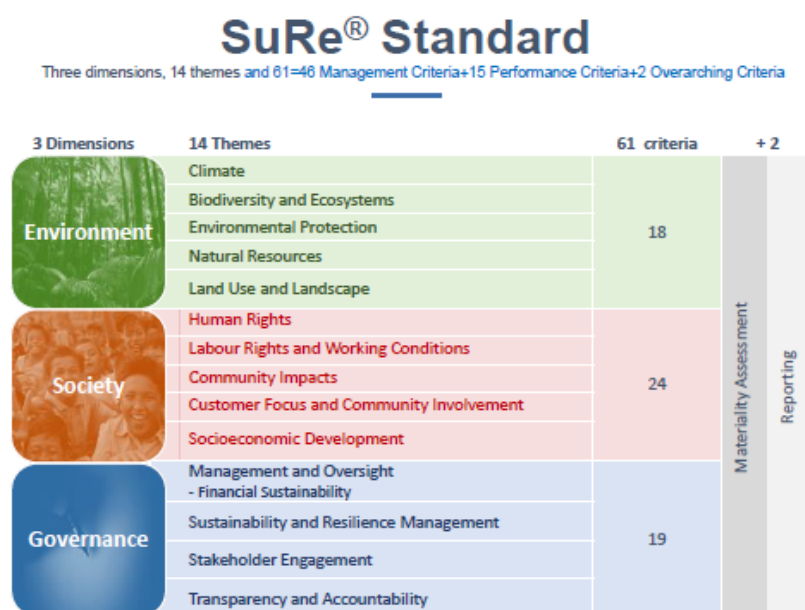 SuRe® Standard
Three dimensions, 14 themes and 61=46 Management Criteria+15 Performance Criteria+2 Overarching Criteria
3 Dimensions 14 Themes 61 criteria + 2
Environment
Climate
Biodiversity and Ecosystems
Environmental Protection
Natural Resources
Land Use and Landscape
18
Society
Human Rights
Labour Rights and Working Conditions
Community Impacts
Customer Focus and Community Involvement
Socioeconomic Development
24
Governance
Management and Oversight
- Financial Sustainability
Sustainability and Resilience Management
Stakeholder Engagement
Transparency and Accountability
19
Materiality Assessment
Reporting